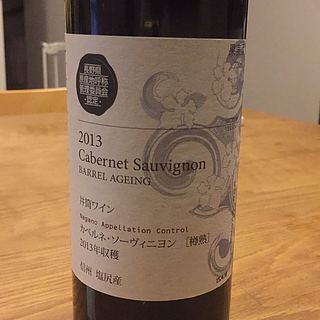 長野県
原産地呼称
管理委員会
認定
2013
Cabernet Sauvignon
BARREL AGEING
井筒ワイン
Nagano Appellation Control
カベルネ・ソーヴィニヨン [樽熟]
2013年収穫
信州 塩尻産